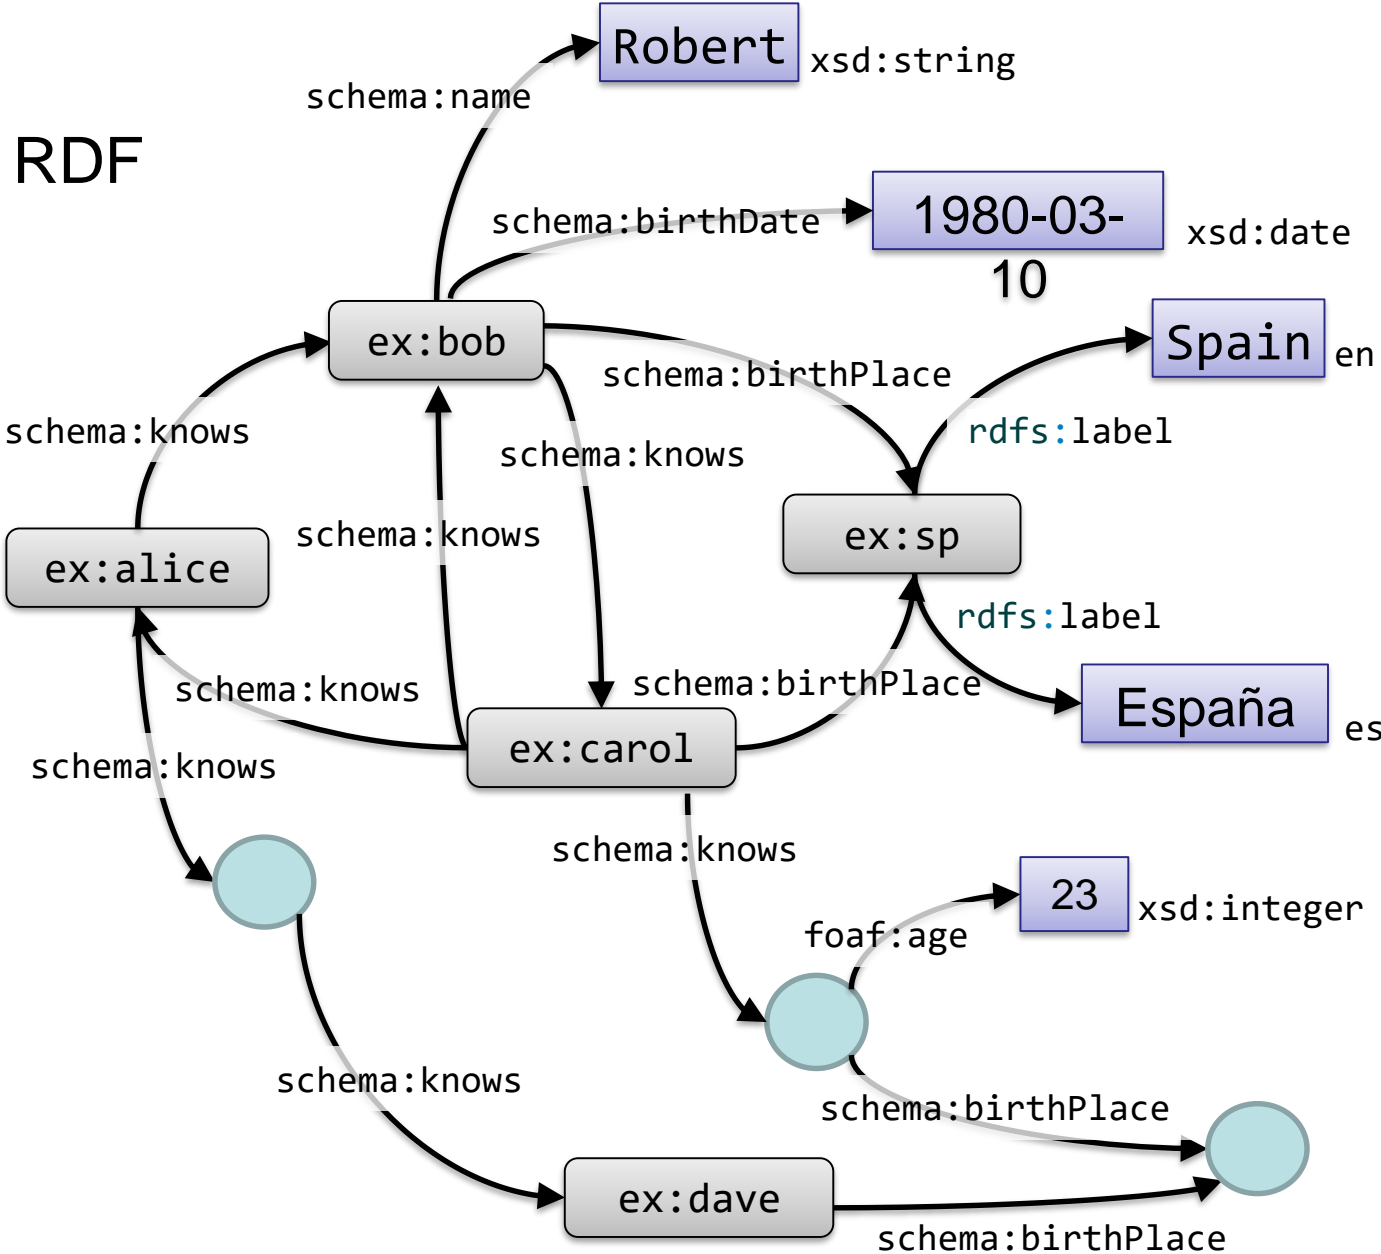 Robert
xsd:string
schema:name
RDF
1980-03-
10
xsd:date
schema:birthDate
Spain
en
ex:bob
schema:birthPlace
rdfs:label
schema:knows
schema:knows
schema:knows
ex:sp
ex:alice
rdfs:label
schema:knows
schema:birthPlace
España
es
ex:carol
schema:knows
schema:knows
23
xsd:integer
foaf:age
schema:knows
schema:birthPlace
ex:dave
schema:birthPlace